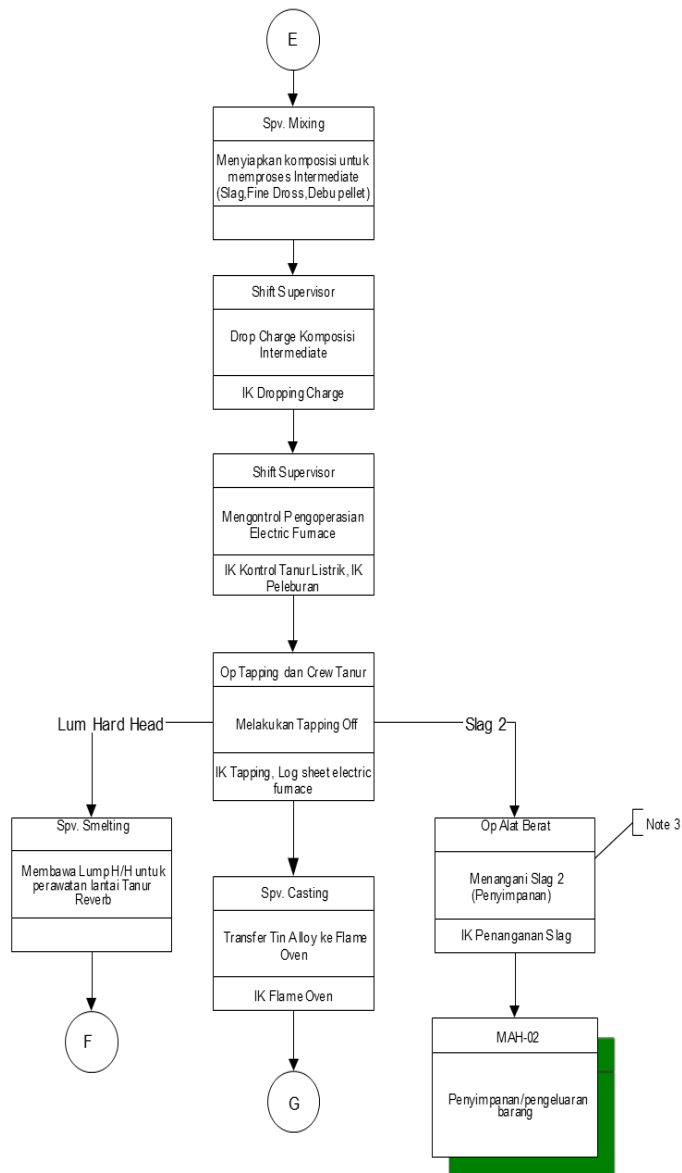 E
Spv. Mixing
Menyiapkan komposisi untuk
memproses Intermediate
(Slag,Fine Dross,Debu pellet)
Shift Supervisor
Drop Charge Komposisi
Intermediate
IK Dropping Charge
Shift Supervisor
Mengontrol Pengoperasian
Electric Furnace
IK Kontrol Tanur Listrik, IK
Peleburan
Op Tapping dan Crew Tanur
Melakukan Tapping Off
IK Tapping, Log sheet electric
furnace
Lum Hard Head
Slag 2
Spv. Smelting
Membawa Lump H/H untuk
perawatan lantai Tanur
Reverb
F
Spv. Casting
Transfer Tin Alloy ke Flame
Oven
IK Flame Oven
G
Op Alat Berat
Menangani Slag 2
(Penyimpanan)
IK Penanganan Slag
Note 3
MAH-02
Penyimpanan/pengeluaran
barang